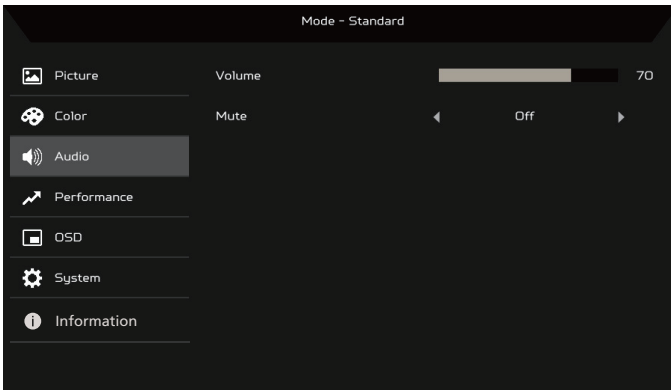 Mode - Standard
Picture
Volume 70
Color
Mute Off
Audio
Performance
OSD
System
Information